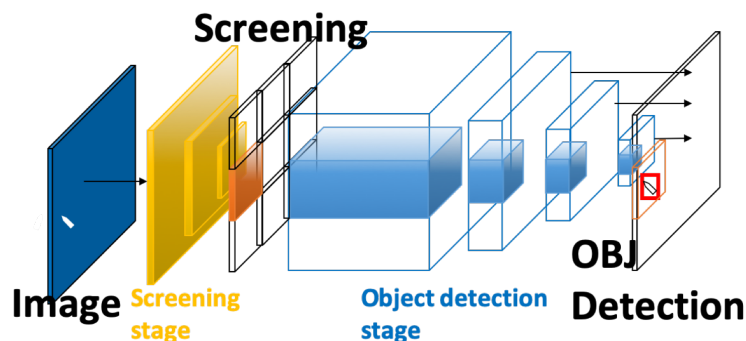 Screening
Image
Screening
stage
Object detection
stage
OBJ
Detection